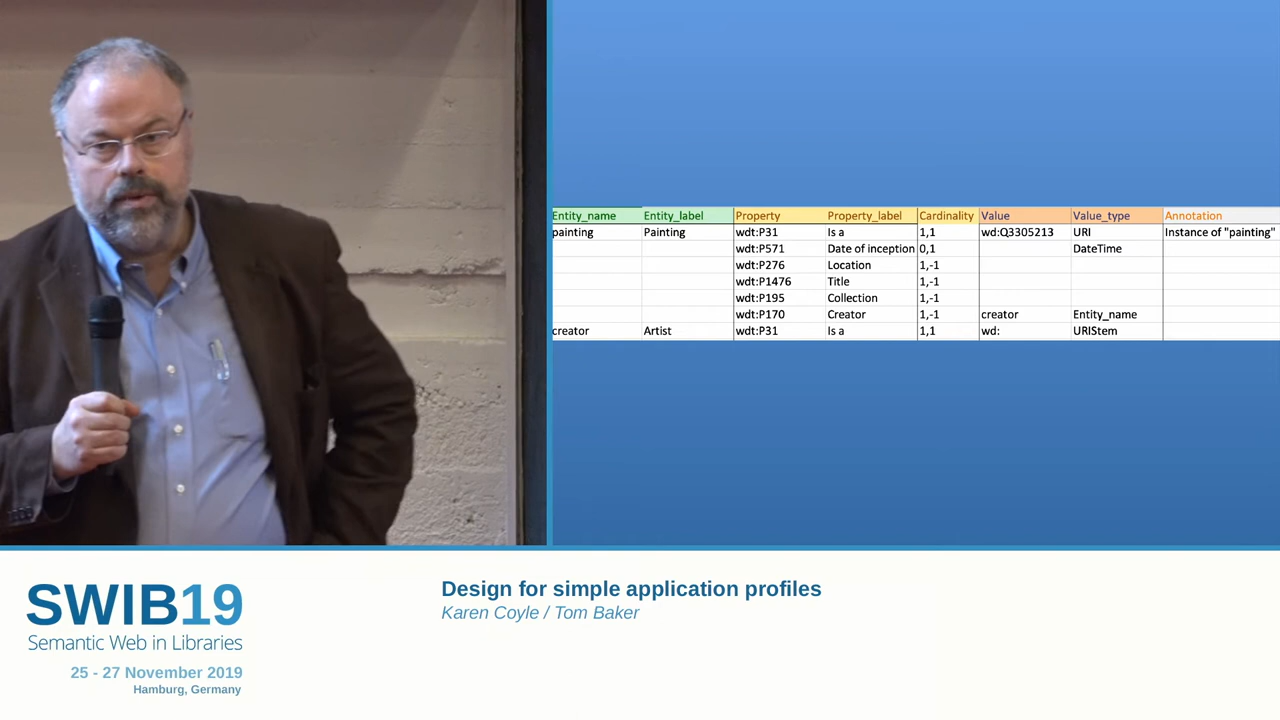 Entity_name Entity_label Property Property_label Cardinality Value Value_type Annotation
painting Painting wdt:P31 Is a 1,1 wd:Q3305213 URI Instance of "painting"
wdt:P571 Date of inception 0,1 DateTime
wdt:P276 Location 1,-1
wdt:P1476 Title 1,-1
wdt:P195 Collection 1,-1
wdt:P170 Creator 1,-1 creator Entity_name
creator Artist wdt:P31 Is a 1,1 wd: URIStem
SWIB19
Semantic Web in Libraries
25 - 27 November 2019
Hamburg, Germany
Design for simple application profiles
Karen Coyle / Tom Baker